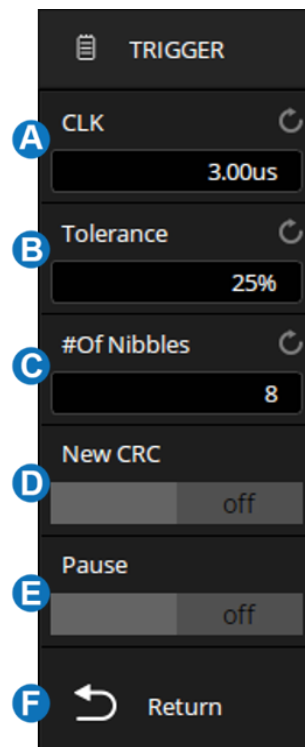 TRIGGER
A
CLK
3.00us
B
Tolerance
25%
C
#Of Nibbles
8
D
New CRC
off
E
Pause
off
F
Return